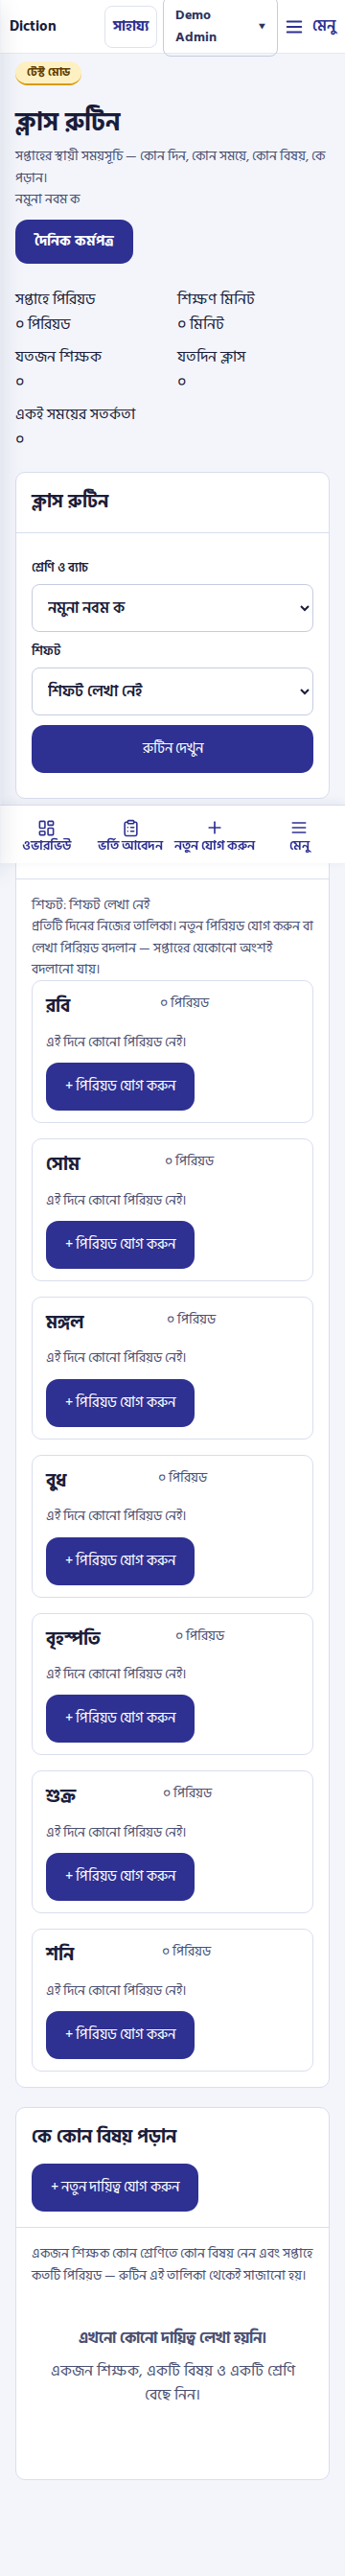 Diction
সাহায্য
Demo
Admin
মেনু
টেস্ট মোড
ক্লাস রুটিন
সপ্তাহের স্থায়ী সময়সূচি — কোন দিন, কোন সময়ে, কোন বিষয়, কে
পড়ান।
নমুনা নবম ক
দৈনিক কর্মপত্র
সপ্তাহে পিরিয়ড
০ পিরিয়ড
শিক্ষণ মিনিট
০ মিনিট
যতজন শিক্ষক
০
যতদিন ক্লাস
০
একই সময়ের সতর্কতা
০
ক্লাস রুটিন
শ্রেণি ও ব্যাচ
নমুনা নবম ক
শিফট
শিফট লেখা নেই
রুটিন দেখুন
ওভারভিউ
ভর্তি আবেদন
নতুন যোগ করুন
মেনু
শিফট: শিফট লেখা নেই
প্রতিটি দিনের নিজের তালিকা। নতুন পিরিয়ড যোগ করুন বা
লেখা পিরিয়ড বদলান — সপ্তাহের যেকোনো অংশই
বদলানো যায়।
রবি
০ পিরিয়ড
এই দিনে কোনো পিরিয়ড নেই।
+ পিরিয়ড যোগ করুন
সোম
০ পিরিয়ড
এই দিনে কোনো পিরিয়ড নেই।
+ পিরিয়ড যোগ করুন
মঙ্গল
০ পিরিয়ড
এই দিনে কোনো পিরিয়ড নেই।
+ পিরিয়ড যোগ করুন
বুধ
০ পিরিয়ড
এই দিনে কোনো পিরিয়ড নেই।
+ পিরিয়ড যোগ করুন
বৃহস্পতি
০ পিরিয়ড
এই দিনে কোনো পিরিয়ড নেই।
+ পিরিয়ড যোগ করুন
শুক্র
০ পিরিয়ড
এই দিনে কোনো পিরিয়ড নেই।
+ পিরিয়ড যোগ করুন
শনি
০ পিরিয়ড
এই দিনে কোনো পিরিয়ড নেই।
+ পিরিয়ড যোগ করুন
কে কোন বিষয় পড়ান
+ নতুন দায়িত্ব যোগ করুন
একজন শিক্ষক কোন শ্রেণিতে কোন বিষয় নেন এবং সপ্তাহে
কতটি পিরিয়ড — রুটিন এই তালিকা থেকেই সাজানো হয়।
এখনো কোনো দায়িত্ব লেখা হয়নি।
একজন শিক্ষক, একটি বিষয় ও একটি শ্রেণি
বেছে নিন।